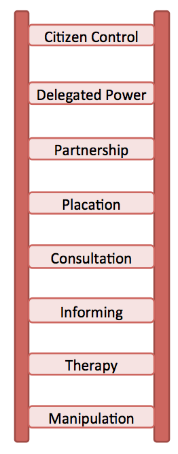 Citizen Control
Delegated Power
Partnership
Placation
Consultation
Informing
Therapy
Manipulation